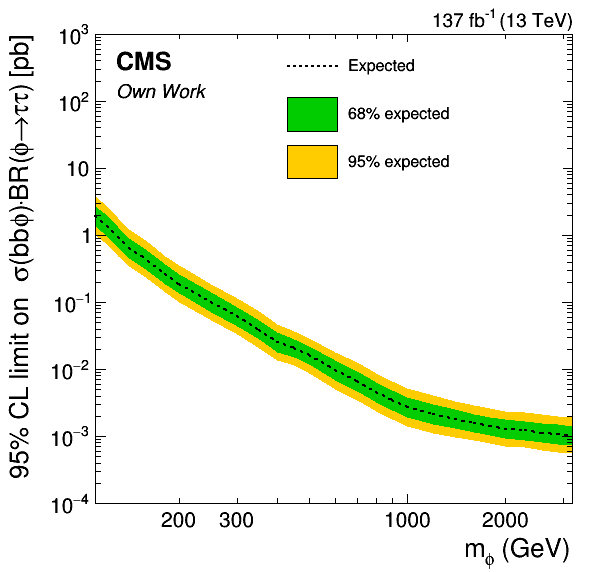 137 fb⁻¹ (13 TeV)
95% CL limit on σ(bbϕ)·BR(ϕ→ττ) [pb]
10³
10²
10
1
10⁻¹
10⁻²
10⁻³
10⁻⁴
CMS
Own Work
Expected
68% expected
95% expected
200 300 1000 2000
mϕ (GeV)